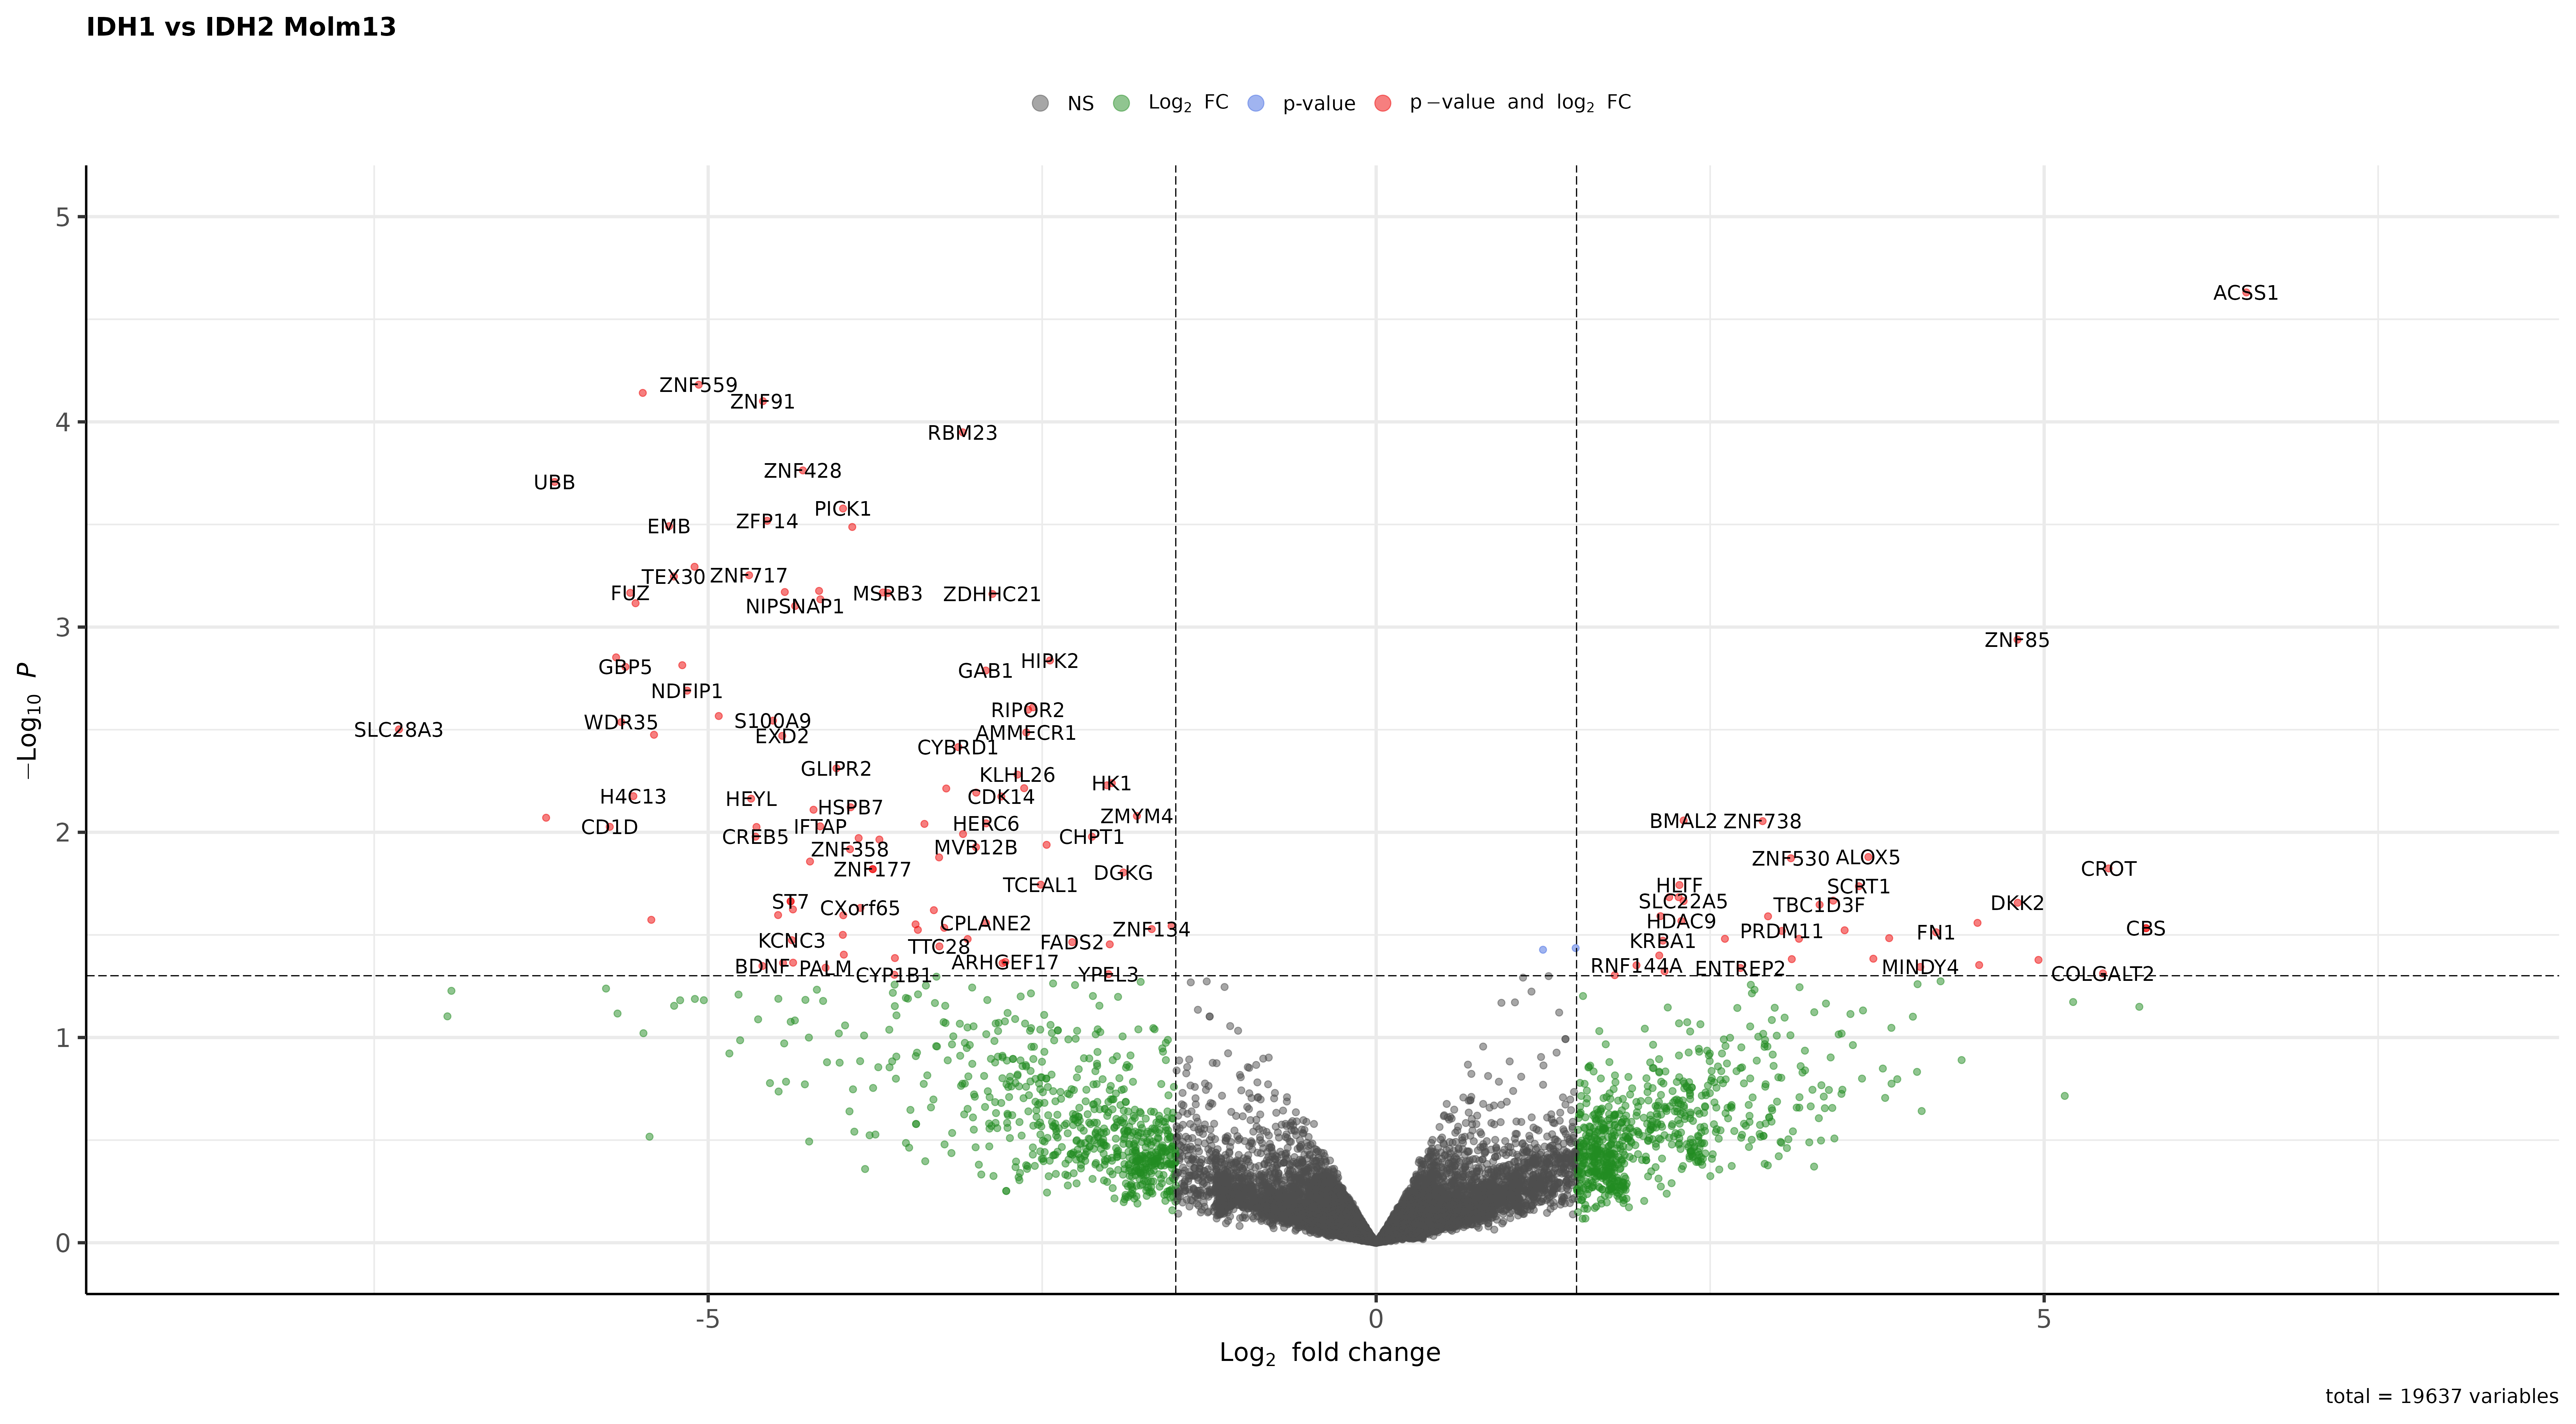 IDH1 vs IDH2 Molm13
NS Log₂ FC p-value p−value and log₂ FC
5
ACSS1
ZNF559
ZNF91
4
RBM23
ZNF428
UBB
PICK1
ZFP14
EMB
TEX30 ZNF717
FUZ MSRB3 ZDHHC21
NIPSNAP1
3
ZNF85
HIPK2
GBP5 GAB1
NDFIP1
RIPOR2
WDR35 S100A9
SLC28A3 AMMECR1
EXD2
CYBRD1
GLIPR2
KLHL26
HK1
H4C13 HEYL CDK14
HSPB7
ZMYM4
BMAL2 ZNF738
CD1D IFTAP HERC6
2
CREB5 CHPT1
ZNF358 MVB12B
ZNF530 ALOX5
ZNF177 DGKG CROT
TCEAL1 HLTF SCRT1
ST7 SLC22A5 DKK2
CXorf65 TBC1D3F
CPLANE2 HDAC9
ZNF134 PRDM11 FN1 CBS
KCNC3 FADS2 KRBA1
TTC28
ARHGEF17
BDNF PALM RNF144A ENTREP2 MINDY4
CYP1B1 YPEL3 COLGALT2
1
0
−Log₁₀ P
-5 0 5
Log₂ fold change
total = 19637 variables